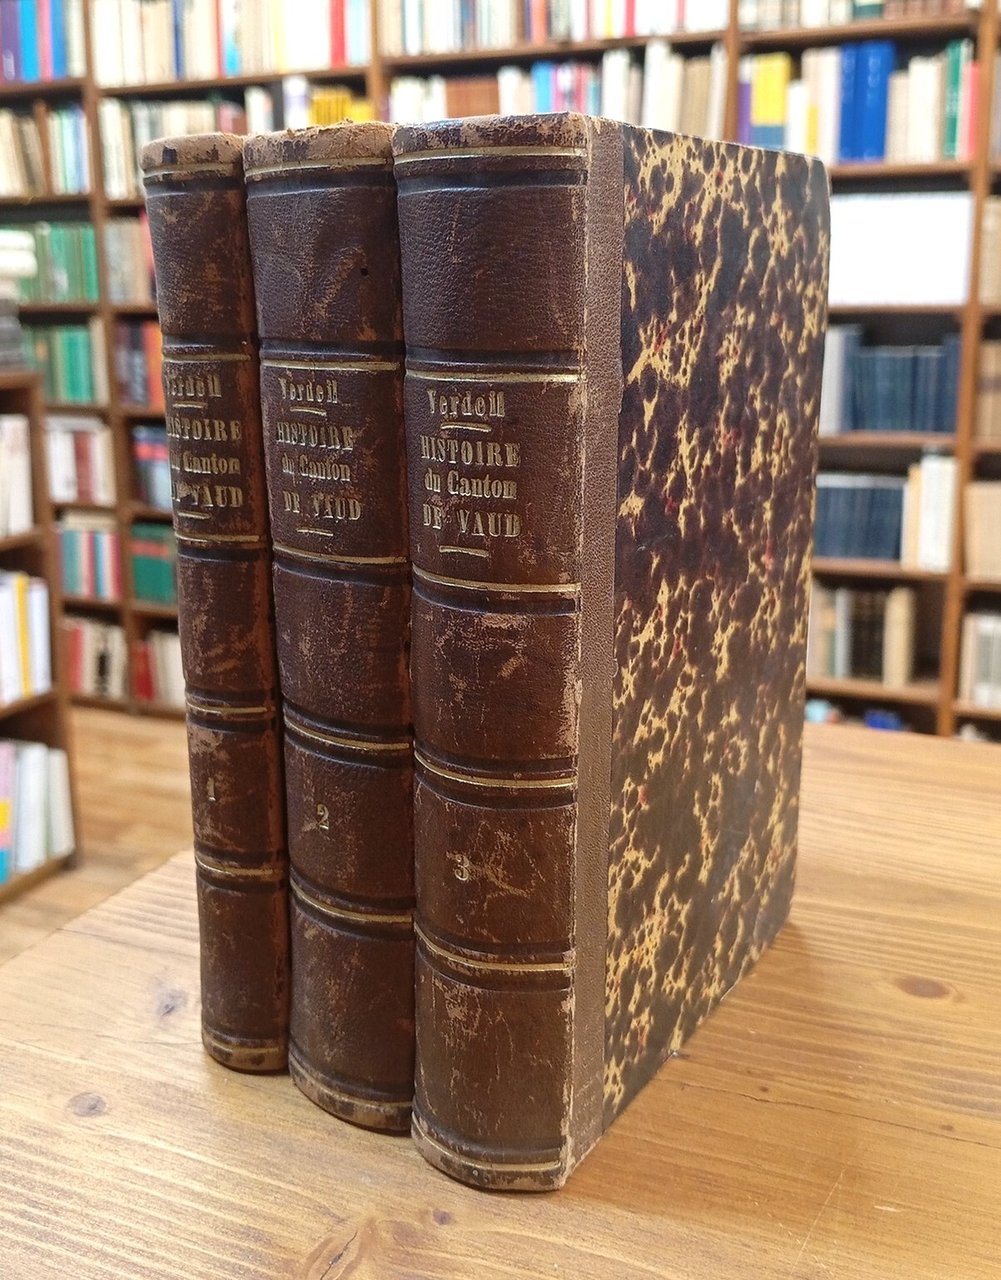 Verdeil
HISTOIRE
du Canton
DE VAUD
1
Verdeil
HISTOIRE
du Canton
DE VAUD
2
Verdeil
HISTOIRE
du Canton
DE VAUD
3